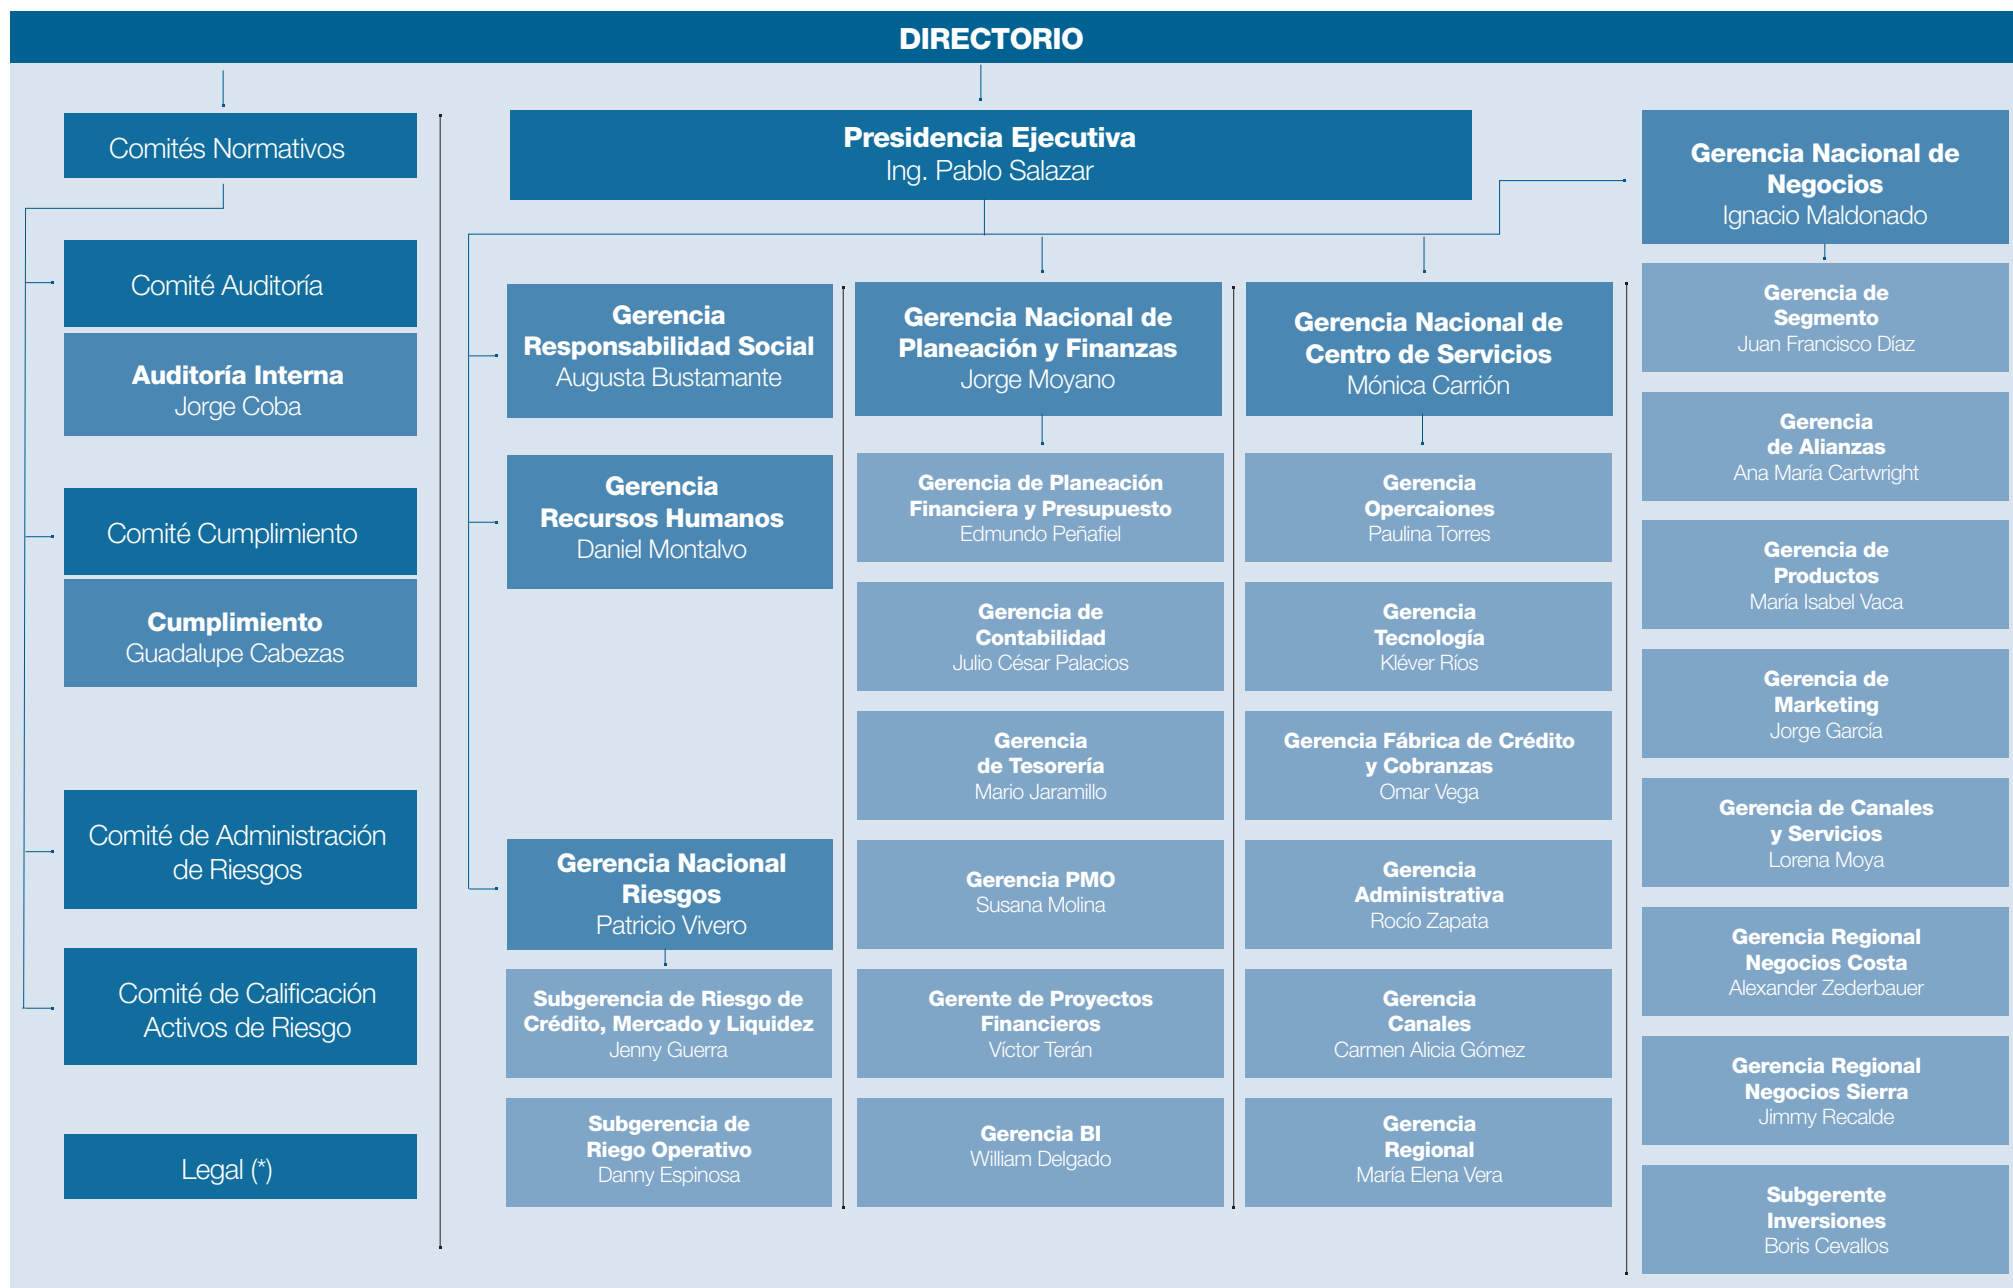 DIRECTORIO
Comités Normativos
Comité Auditoría
Auditoría Interna
Jorge Coba
Comité Cumplimiento
Cumplimiento
Guadalupe Cabezas
Comité de Administración
de Riesgos
Comité de Calificación
Activos de Riesgo
Legal (*)
Presidencia Ejecutiva
Ing. Pablo Salazar
Gerencia
Responsabilidad Social
Augusta Bustamante
Gerencia
Recursos Humanos
Daniel Montalvo
Gerencia Nacional
Riesgos
Patricio Vivero
Subgerencia de Riesgo de
Crédito, Mercado y Liquidez
Jenny Guerra
Subgerencia de
Riego Operativo
Danny Espinosa
Gerencia Nacional de
Planeación y Finanzas
Jorge Moyano
Gerencia de Planeación
Financiera y Presupuesto
Edmundo Peñafiel
Gerencia de
Contabilidad
Julio César Palacios
Gerencia
de Tesorería
Mario Jaramillo
Gerencia PMO
Susana Molina
Gerente de Proyectos
Financieros
Víctor Terán
Gerencia BI
William Delgado
Gerencia Nacional de
Centro de Servicios
Mónica Carrión
Gerencia
Opercaiones
Paulina Torres
Gerencia
Tecnología
Kléver Ríos
Gerencia Fábrica de Crédito
y Cobranzas
Omar Vega
Gerencia
Administrativa
Rocío Zapata
Gerencia
Canales
Carmen Alicia Gómez
Gerencia
Regional
María Elena Vera
Gerencia Nacional de
Negocios
Ignacio Maldonado
Gerencia de
Segmento
Juan Francisco Díaz
Gerencia
de Alianzas
Ana María Cartwright
Gerencia de
Productos
María Isabel Vaca
Gerencia de
Marketing
Jorge García
Gerencia de Canales
y Servicios
Lorena Moya
Gerencia Regional
Negocios Costa
Alexander Zederbauer
Gerencia Regional
Negocios Sierra
Jimmy Recalde
Subgerente
Inversiones
Boris Cevallos